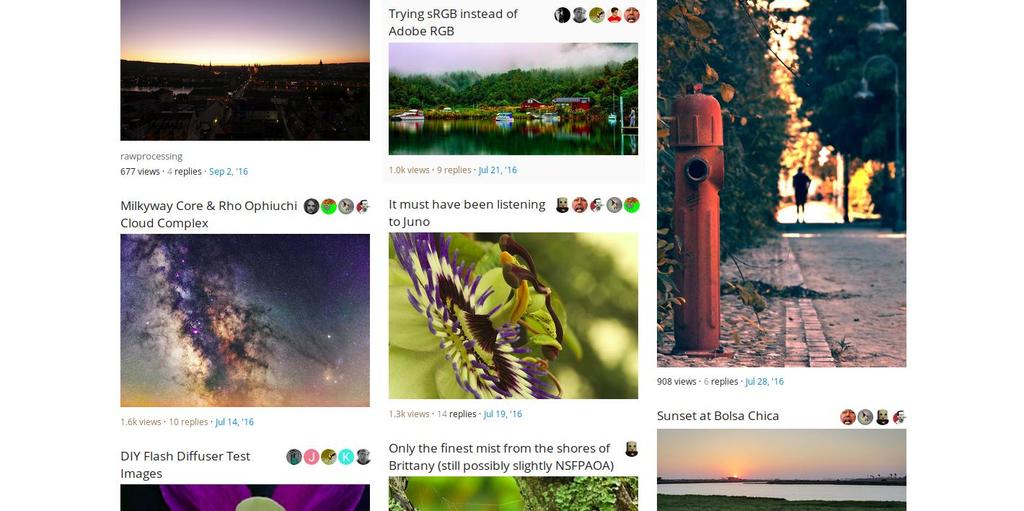 rawprocessing
677 views · 4 replies · Sep 2, '16
Milkyway Core & Rho Ophiuchi
Cloud Complex
1.6k views · 10 replies · Jul 14, '16
DIY Flash Diffuser Test
Images
J
K
Trying sRGB instead of
Adobe RGB
1.0k views · 9 replies · Jul 21, '16
It must have been listening
to Juno
1.3k views · 14 replies · Jul 19, '16
Only the finest mist from the shores of
Brittany (still possibly slightly NSFPAOA)
908 views · 6 replies · Jul 28, '16
Sunset at Bolsa Chica